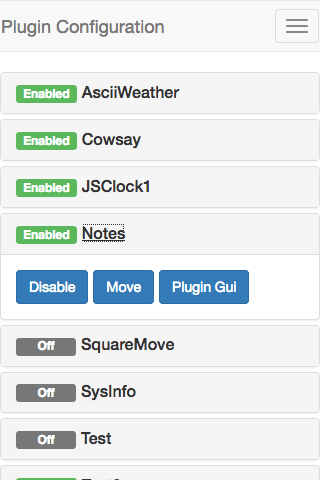 Plugin Configuration
Enabled AsciiWeather
Enabled Cowsay
Enabled JSClock1
Enabled Notes
Disable Move Plugin Gui
Off SquareMove
Off SysInfo
Off Test